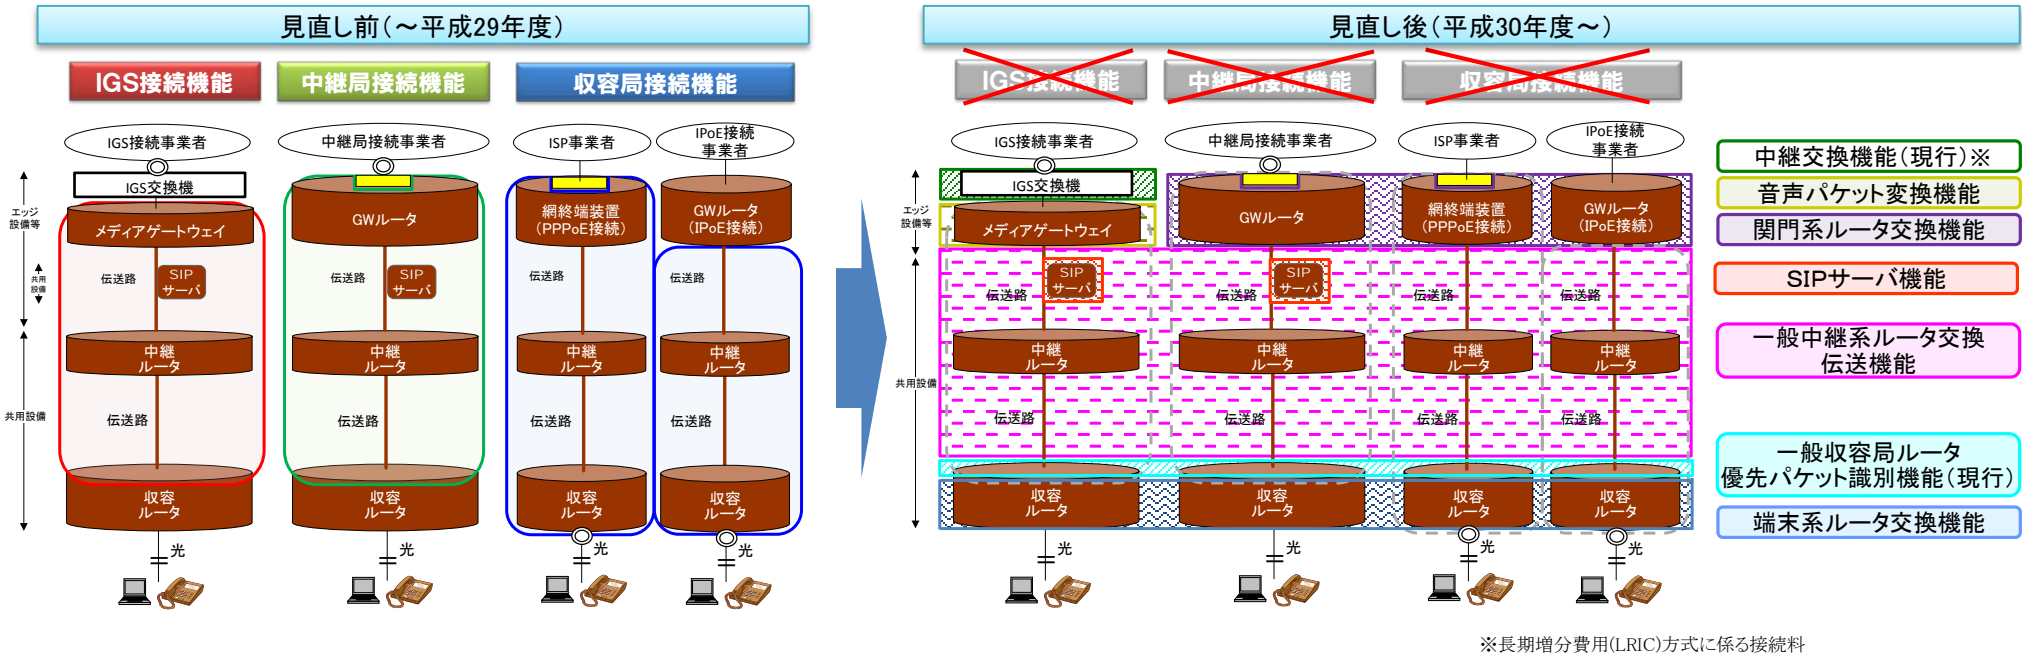 見直し前(～平成29年度)
IGS接続機能
中継局接続機能
収容局接続機能
IGS接続事業者
中継局接続事業者
ISP事業者
IPoE接続
事業者
IGS交換機
エッジ
設備等
メディアゲートウェイ
GWルータ
網終端装置
(PPPoE接続)
GWルータ
(IPoE接続)
共用
設備
伝送路
SIP
サーバ
伝送路
SIP
サーバ
伝送路
伝送路
中継
ルータ
中継
ルータ
中継
ルータ
中継
ルータ
共用設備
伝送路
伝送路
伝送路
伝送路
収容
ルータ
収容
ルータ
収容
ルータ
収容
ルータ
光
光
光
光
見直し後(平成30年度～)
IGS接続機能
中継局接続機能
収容局接続機能
IGS接続事業者
中継局接続事業者
ISP事業者
IPoE接続
事業者
IGS交換機
エッジ
設備等
メディアゲートウェイ
GWルータ
網終端装置
(PPPoE接続)
GWルータ
(IPoE接続)
伝送路
SIP
サーバ
伝送路
SIP
サーバ
伝送路
伝送路
中継
ルータ
中継
ルータ
中継
ルータ
中継
ルータ
共用設備
伝送路
伝送路
伝送路
伝送路
収容
ルータ
収容
ルータ
収容
ルータ
収容
ルータ
光
光
光
光
中継交換機能(現行)※
音声パケット変換機能
関門系ルータ交換機能
SIPサーバ機能
一般中継系ルータ交換
伝送機能
一般収容局ルータ
優先パケット識別機能(現行)
端末系ルータ交換機能
※長期増分費用(LRIC)方式に係る接続料